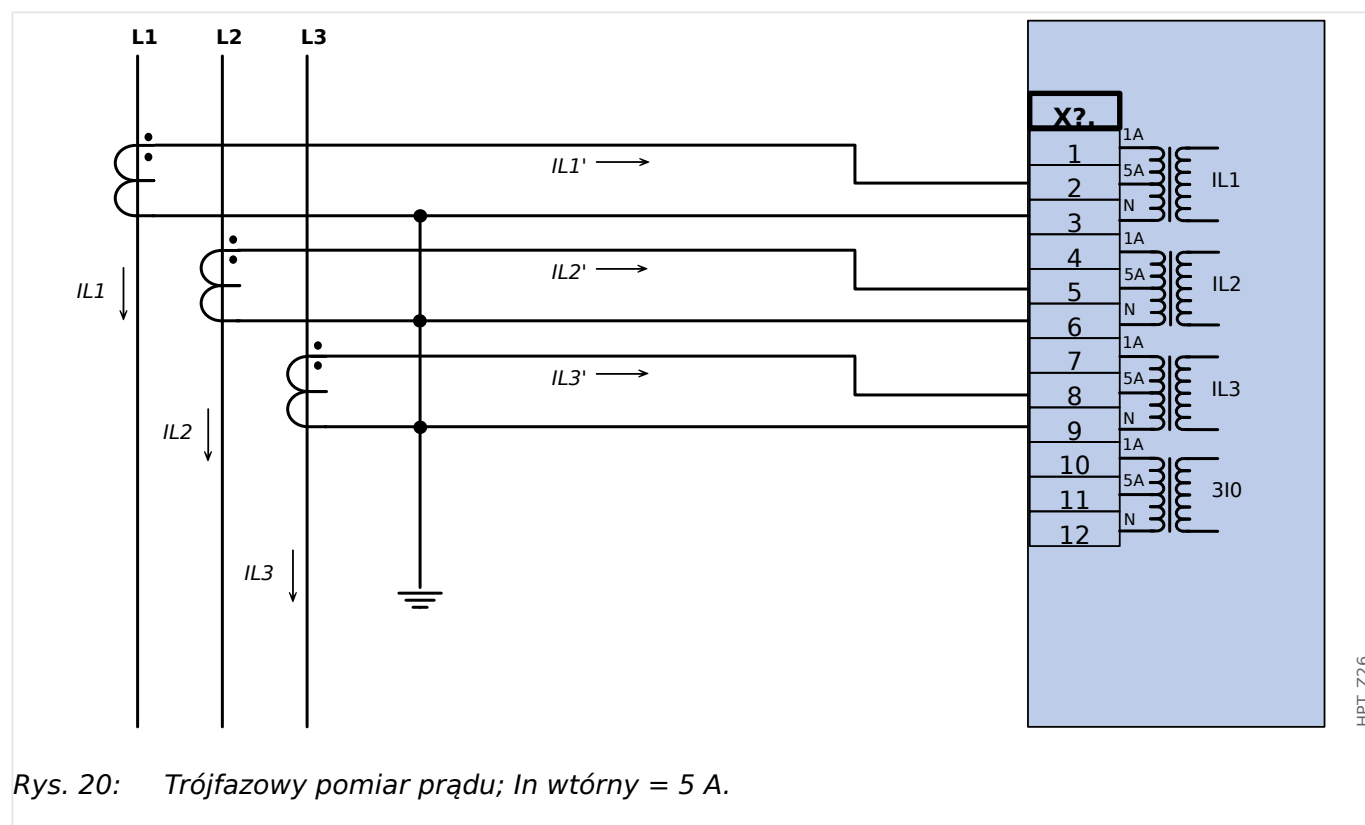 L1 L2 L3
X?.
1A
1
IL1'
5A
IL1
2
N
3
1A
4
IL2'
5A
IL2
IL1
5
N
6
1A
7
IL3'
5A
IL3
8
N
9
IL2
1A
10
5A
3I0
11
N
12
IL3
HPT_Z26
Rys. 20: Trójfazowy pomiar prądu; In wtórny = 5 A.